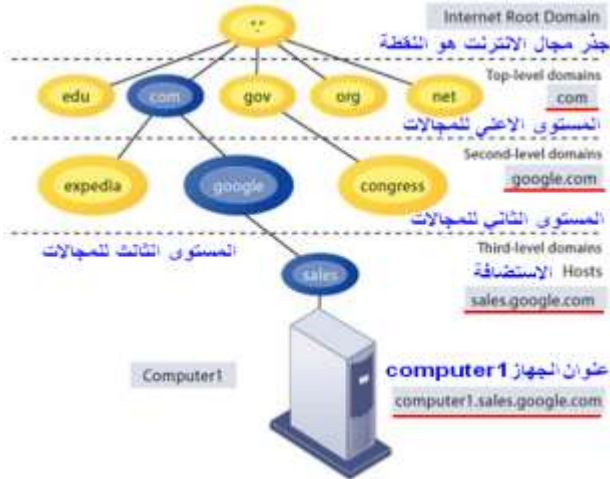 Internet Root Domain
"."
جذر مجال الانترنت هو النقطة
Top-level domains
edu com gov org net com
المستوى الاعلي للمجالات
Second-level domains
expedia google congress google.com
المستوى الثاني للمجالات
المستوى الثالث للمجالات Third-level domains
sales الاستضافة Hosts
sales.google.com
Computer1 عنوان الجهاز computer1
computer1.sales.google.com